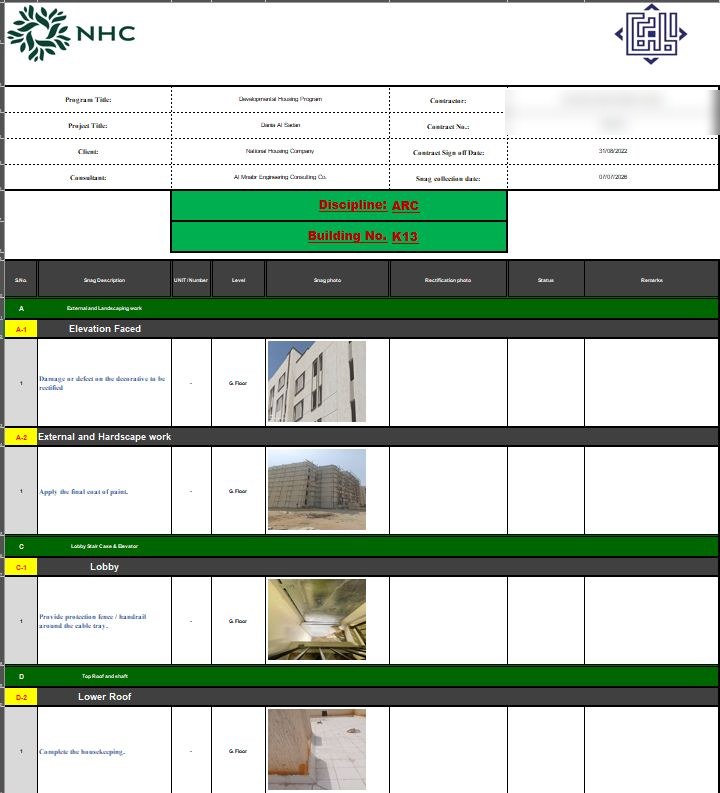 NHC
Program Title: Developmental Housing Program Contractor:
Project Title: Dania Al Sadan Contract No.:
Client: National Housing Company Contract Sign off Date: 31/08/2022
Consultant: Al Mnabr Engineering Consulting Co. Snag collection date: 07/07/2026
Discipline: ARC
Building No. K13
S.No. Snag Description UNIT / Number Level Snag photo Rectification photo Status Remarks
A External and Landscaping work
A-1 Elevation Faced
1 Damage or defect on the decorative to be rectified - G.Floor
A-2 External and Hardscape work
1 Apply the final coat of paint. - G.Floor
C Lobby Stair Case & Elevator
C-1 Lobby
1 Provide protection fence / handrail around the cable tray. - G.Floor
D Top Roof and shaft
D-2 Lower Roof
1 Complete the housekeeping. - G.Floor